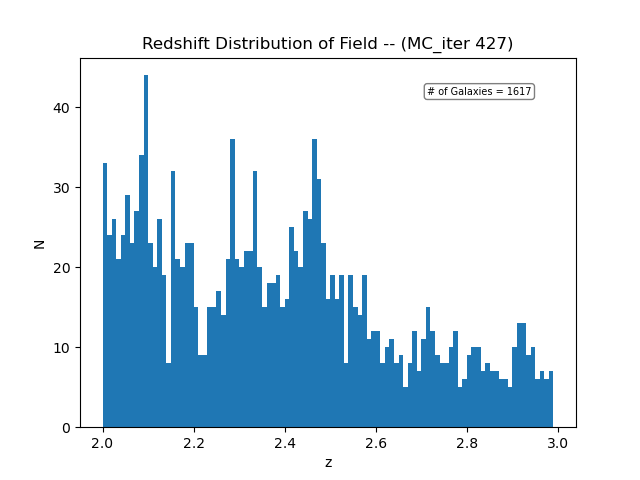 Redshift Distribution of Field -- (MC_iter 427)
# of Galaxies = 1617
40
30
20
10
0
N
2.0 2.2 2.4 2.6 2.8 3.0
z